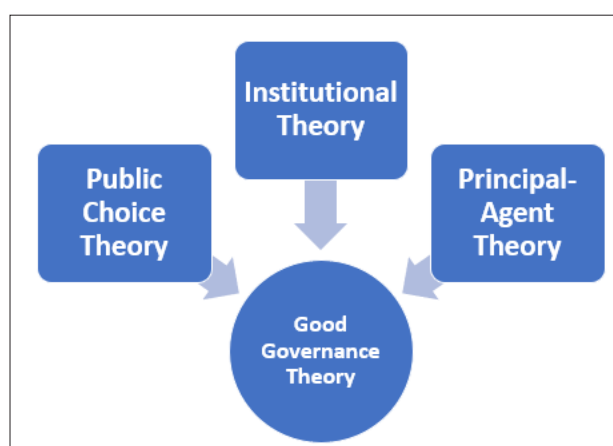 Institutional
Theory
Public
Choice
Theory
Principal-
Agent
Theory
Good
Governance
Theory